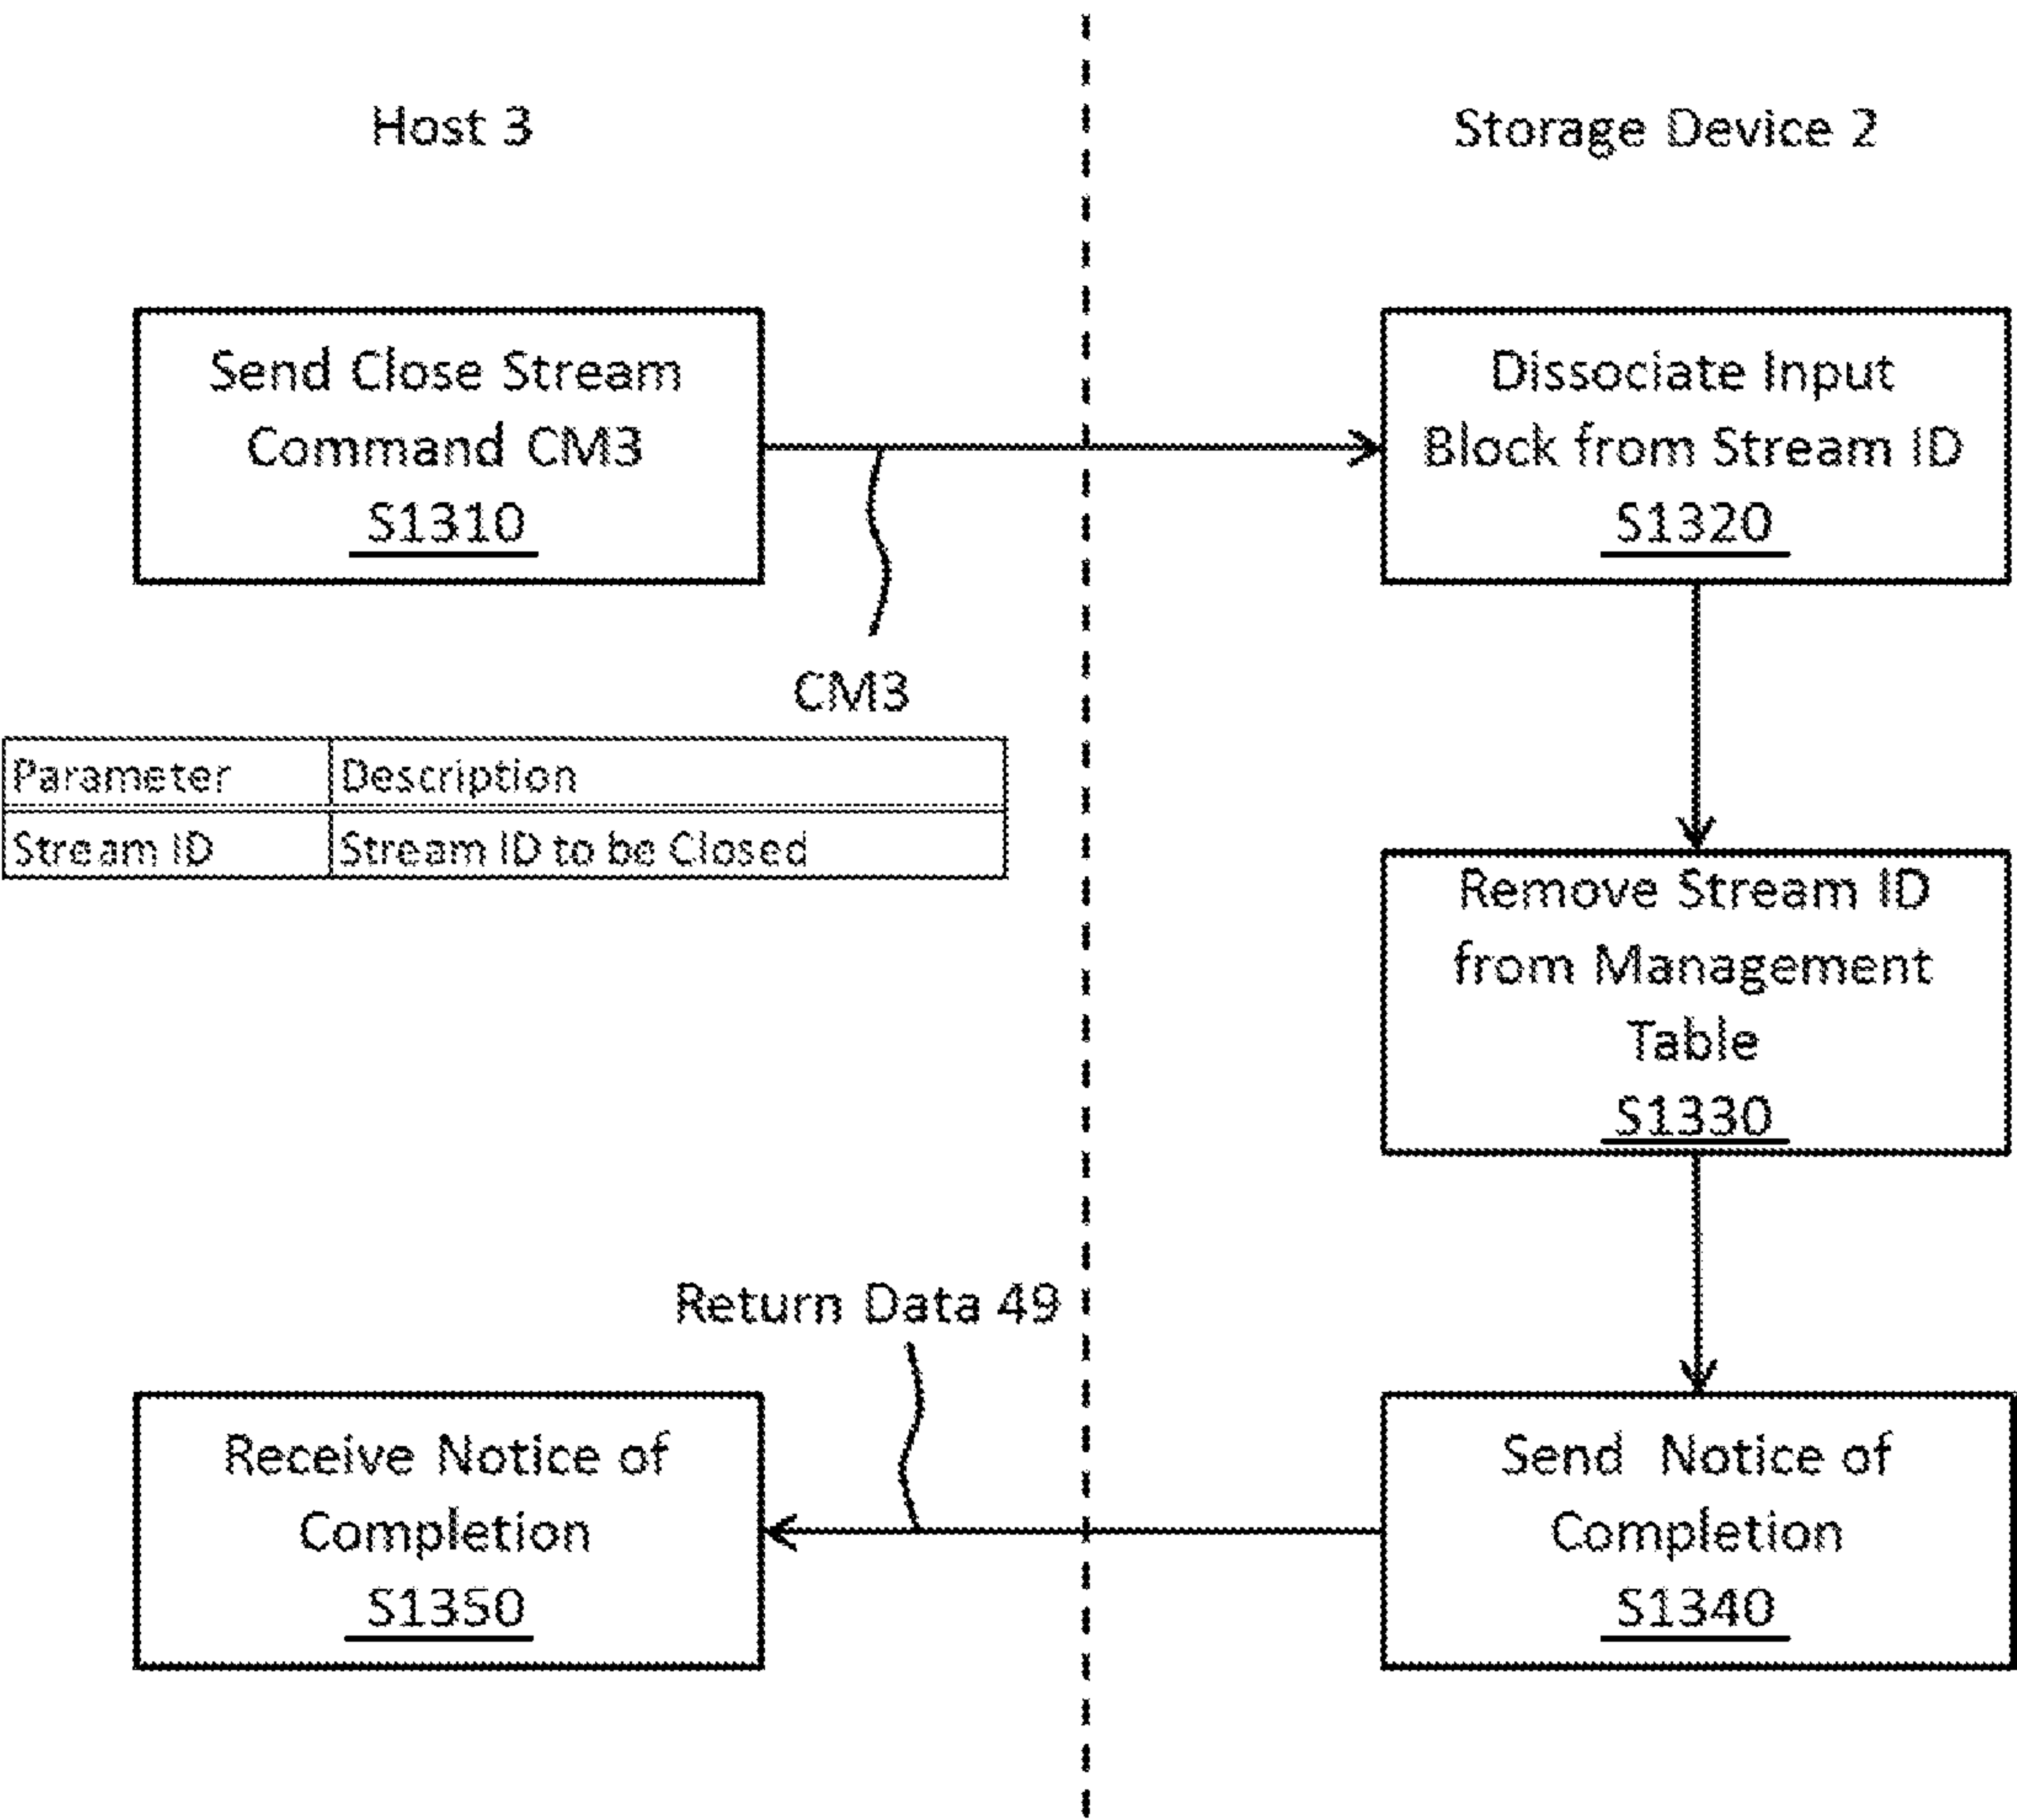 Host 3
Storage Device 2
Send Close Stream
Command CM3
S1310
Dissociate Input
Block from Stream ID
S1320
CM3
Parameter Description
Stream ID Stream ID to be Closed
Remove Stream ID
from Management
Table
S1330
Return Data 49
Receive Notice of
Completion
S1350
Send Notice of
Completion
S1340